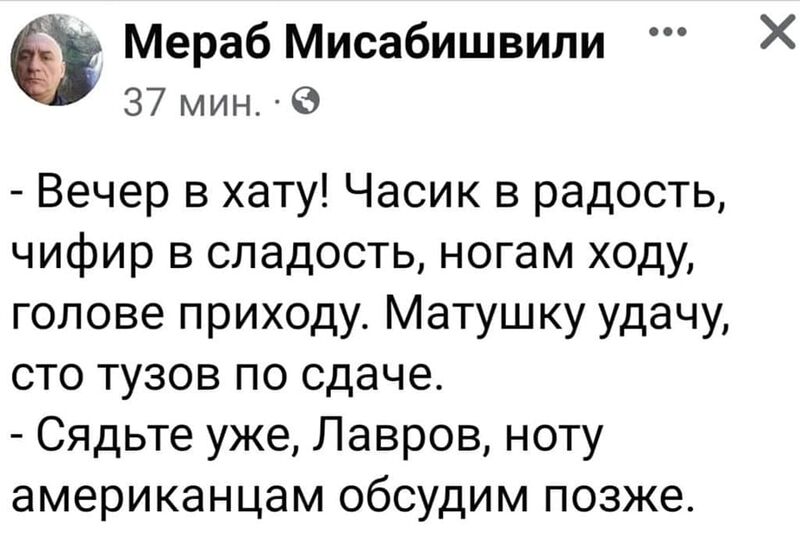 Мераб Мисабишвили ... ×
37 мин. ·
- Вечер в хату! Часик в радость,
чифир в сладость, ногам ходу,
голове приходу. Матушку удачу,
сто тузов по сдаче.
- Сядьте уже, Лавров, ноту
американцам обсудим позже.